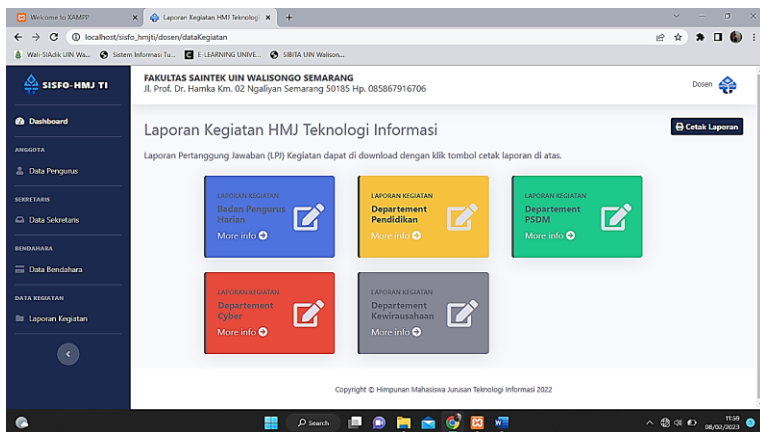 Welcome to XAMPP
Laporan Kegiatan HMJ Teknolog
localhost/sisfo_hmjti/dosen/dataKegiatan
Wali-SiAdik UIN Wa...
Sistem Informasi Tu...
E-LEARNING UNIVE...
SIBITA UIN Walison...
SISFO-HMJ TI
FAKULTAS SAINTEK UIN WALISONGO SEMARANG
Jl. Prof. Dr. Hamka Km. 02 Ngaliyan Semarang 50185 Hp. 085867916706
Dosen
Dashboard
Laporan Kegiatan HMJ Teknologi Informasi
Cetak Laporan
ANGGOTA
Laporan Pertanggung Jawaban (LPJ) Kegiatan dapat di download dengan klik tombol cetak laporan di atas.
Data Pengurus
SEKRETARIS
Data Sekretaris
BENDAHARA
Data Bendahara
DATA KEGIATAN
Laporan Kegiatan
LAPORAN KEGIATAN
Badan Pengurus
Harian
More info
LAPORAN KEGIATAN
Departement
Pendidikan
More info
LAPORAN KEGIATAN
Departement
PSDM
More info
LAPORAN KEGIATAN
Departement
Cyber
More info
LAPORAN KEGIATAN
Departement
Kewirausahaan
More info
Copyright © Himpunan Mahasiswa Jurusan Teknologi Informasi 2022
Search
11:59
08/02/2023